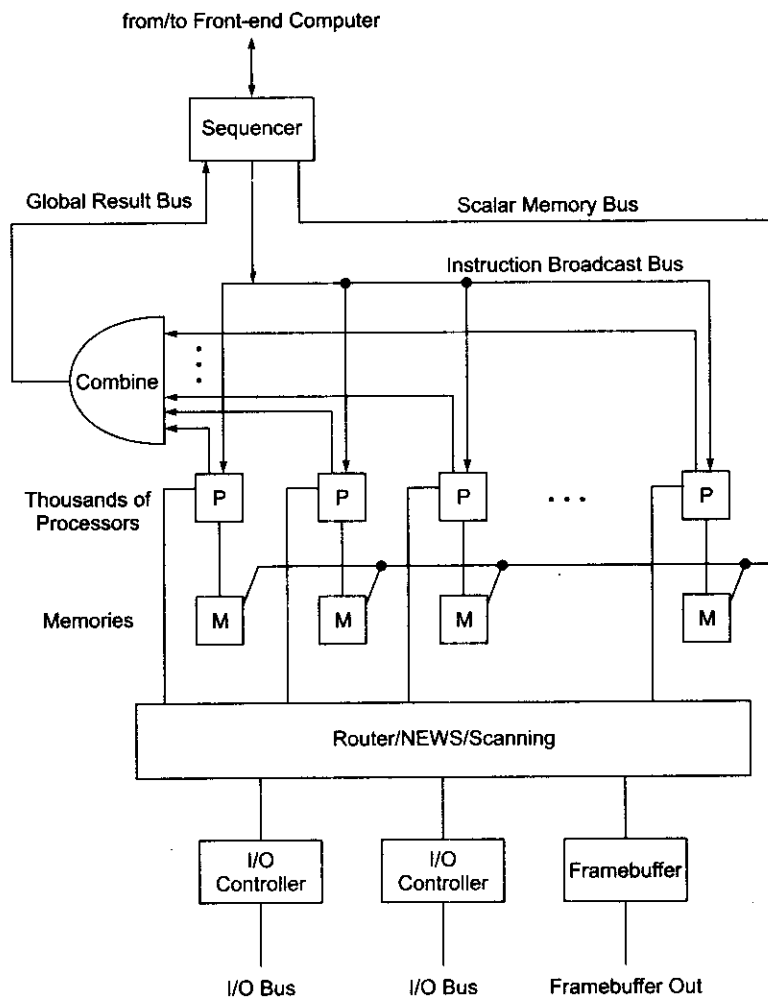 from/to Front-end Computer
Sequencer
Global Result Bus
Scalar Memory Bus
Instruction Broadcast Bus
Combine
Thousands of
Processors
P
P
P
P
Memories
M
M
M
M
Router/NEWS/Scanning
I/O
Controller
I/O
Controller
Framebuffer
I/O Bus
I/O Bus
Framebuffer Out